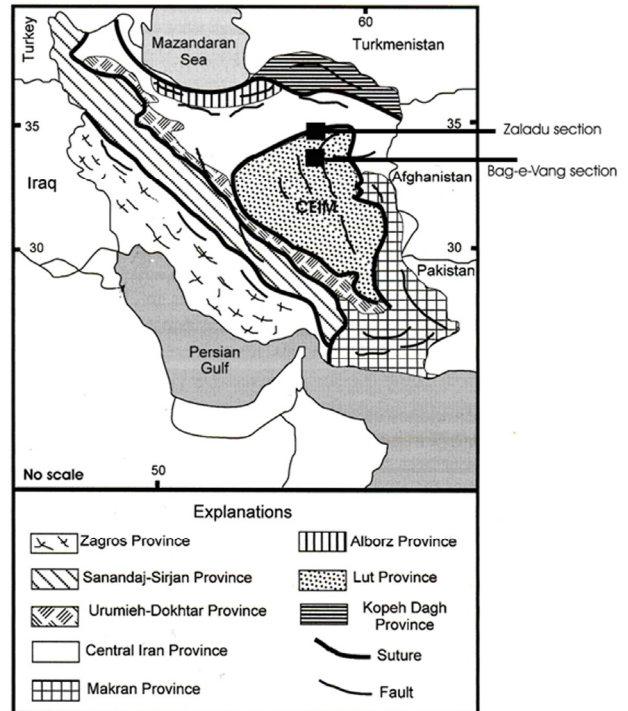 60
Turkey
Mazandaran
Sea
Turkmenistan
35
35
Zaladu section
Iraq
Afghanistan
Bag-e-Vang section
CEIM
30
30
Pakistan
Persian
Gulf
No scale
50
Explanations
Zagros Province
Alborz Province
Sanandaj-Sirjan Province
Lut Province
Urumieh-Dokhtar Province
Kopeh Dagh
Province
Central Iran Province
Suture
Makran Province
Fault